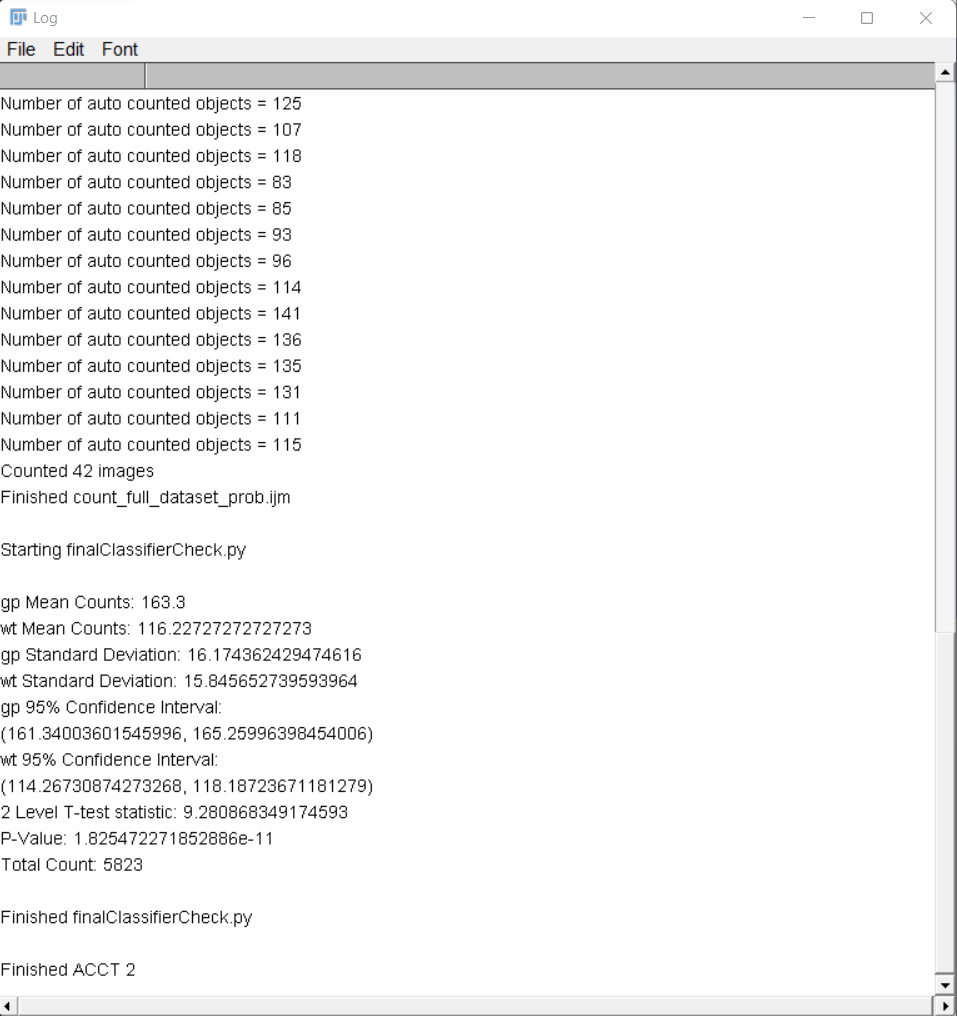 Log
File Edit Font
Number of auto counted objects = 125
Number of auto counted objects = 107
Number of auto counted objects = 118
Number of auto counted objects = 83
Number of auto counted objects = 85
Number of auto counted objects = 93
Number of auto counted objects = 96
Number of auto counted objects = 114
Number of auto counted objects = 141
Number of auto counted objects = 136
Number of auto counted objects = 135
Number of auto counted objects = 131
Number of auto counted objects = 111
Number of auto counted objects = 115
Counted 42 images
Finished count_full_dataset_prob.ijm
Starting finalClassifierCheck.py
gp Mean Counts: 163.3
wt Mean Counts: 116.22727272727273
gp Standard Deviation: 16.174362429474616
wt Standard Deviation: 15.845652739593964
gp 95% Confidence Interval:
(161.34003601545996, 165.25996398454006)
wt 95% Confidence Interval:
(114.26730874273268, 118.18723671181279)
2 Level T-test statistic: 9.280868349174593
P-Value: 1.825472271852886e-11
Total Count: 5823
Finished finalClassifierCheck.py
Finished ACCT 2